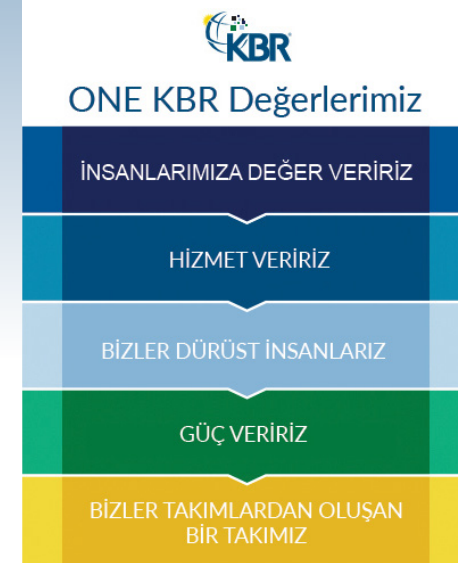 KBR
ONE KBR Değerlerimiz
İNSANLARIMIZA DEĞER VERİRİZ
HİZMET VERİRİZ
BİZLER DÜRÜST İNSANLARIZ
GÜÇ VERİRİZ
BİZLER TAKIMLARDAN OLUŞAN
BİR TAKIMIZ